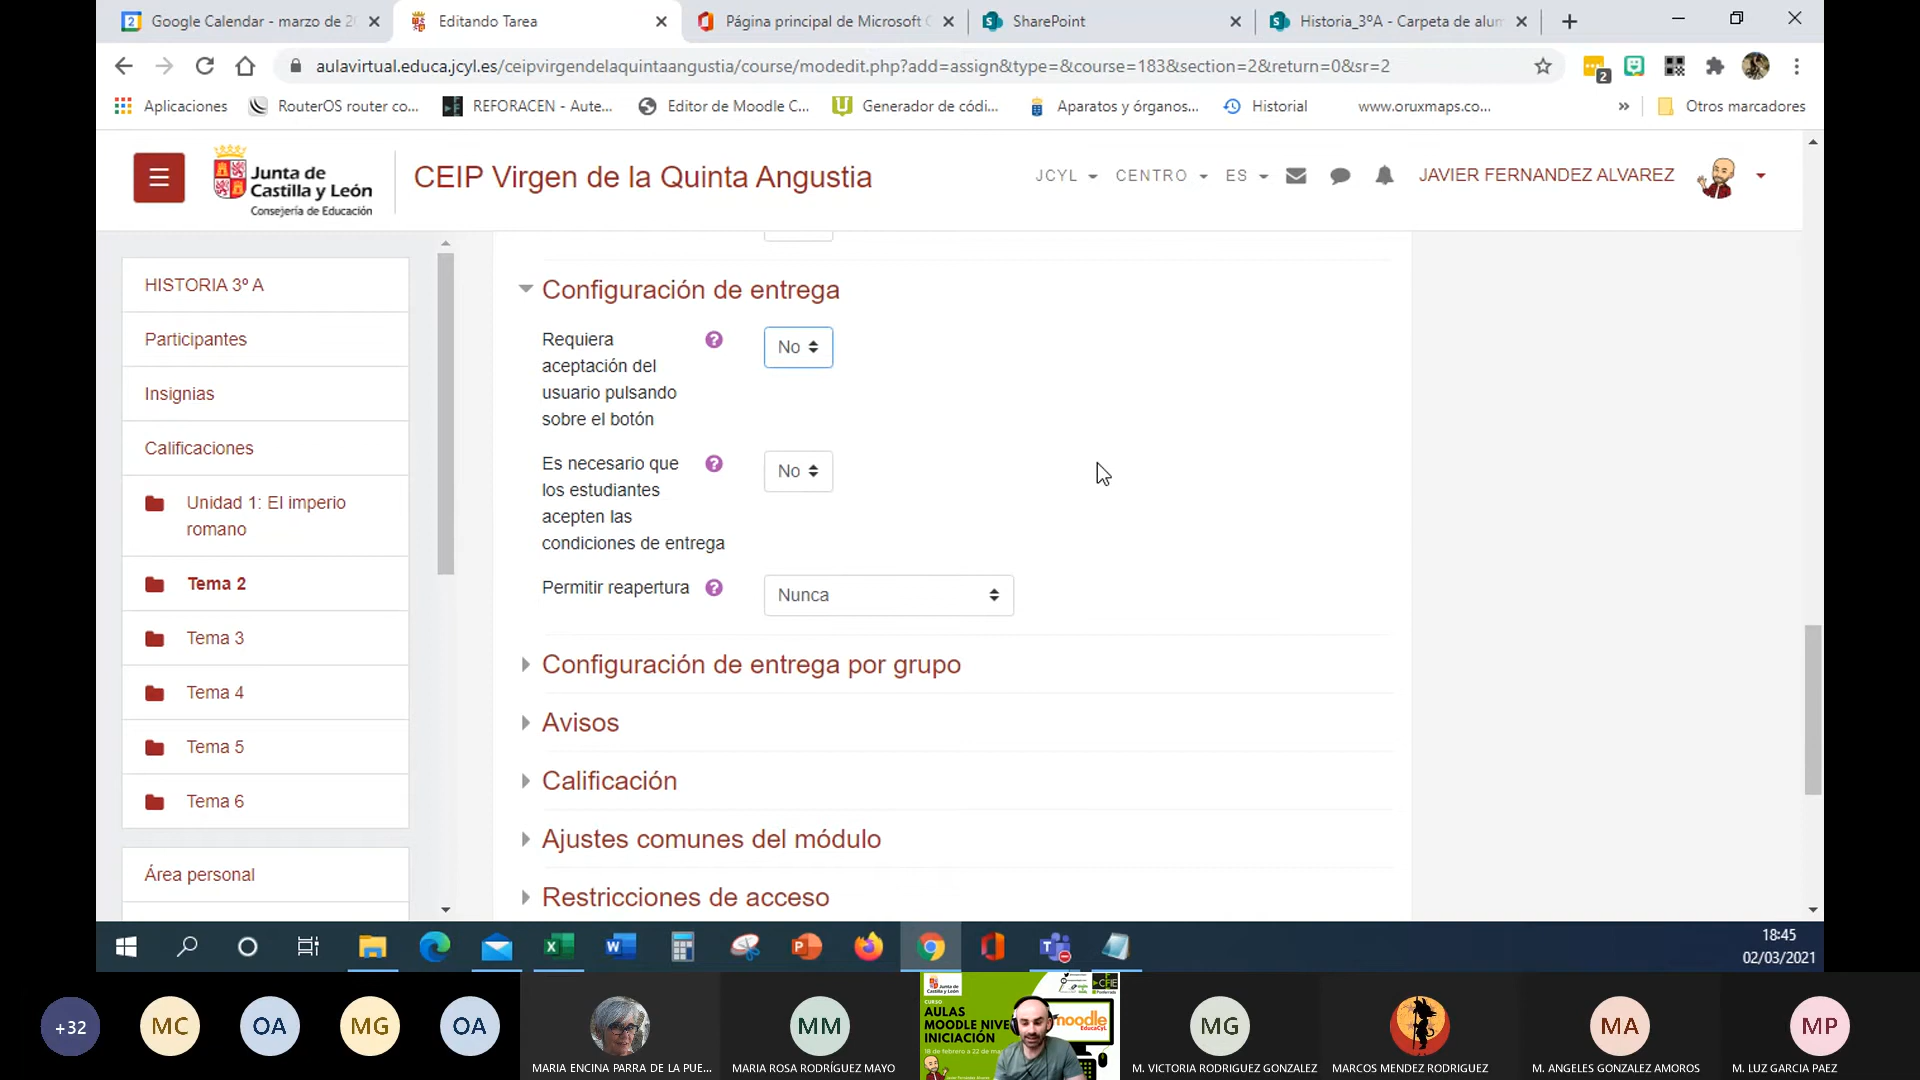 Google Calendar - marzo de 2
Editando Tarea
Página principal de Microsoft
SharePoint
Historia_3ºA - Carpeta de alum
aulavirtual.educa.jcyl.es/ceipvirgendelaquintaangustia/course/modedit.php?add=assign&type=&course=183&section=2&return=0&sr=2
2
Aplicaciones
RouterOS router co...
REFORACEN - Aute...
Editor de Moodle C...
Generador de códi...
Aparatos y órganos...
Historial
www.oruxmaps.co...
»
Otros marcadores
Junta de
Castilla y León
Consejería de Educación
CEIP Virgen de la Quinta Angustia
JCYL
CENTRO
ES
JAVIER FERNANDEZ ALVAREZ
HISTORIA 3º A
Participantes
Insignias
Calificaciones
Unidad 1: El imperio
romano
Tema 2
Tema 3
Tema 4
Tema 5
Tema 6
Área personal
Configuración de entrega
Requiera
aceptación del
usuario pulsando
sobre el botón
No
Es necesario que
los estudiantes
acepten las
condiciones de entrega
No
Permitir reapertura
Nunca
Configuración de entrega por grupo
Avisos
Calificación
Ajustes comunes del módulo
Restricciones de acceso
18:45
02/03/2021
+32
MC
OA
MG
OA
MARIA ENCINA PARRA DE LA PUE...
MM
MARIA ROSA RODRÍGUEZ MAYO
CURSO
AULAS
MOODLE NIVE
INICIACIÓN
moodle
EducaCyL
CFIE
MG
M. VICTORIA RODRIGUEZ GONZALEZ
MARCOS MENDEZ RODRIGUEZ
MA
M. ANGELES GONZALEZ AMOROS
MP
M. LUZ GARCIA PAEZ